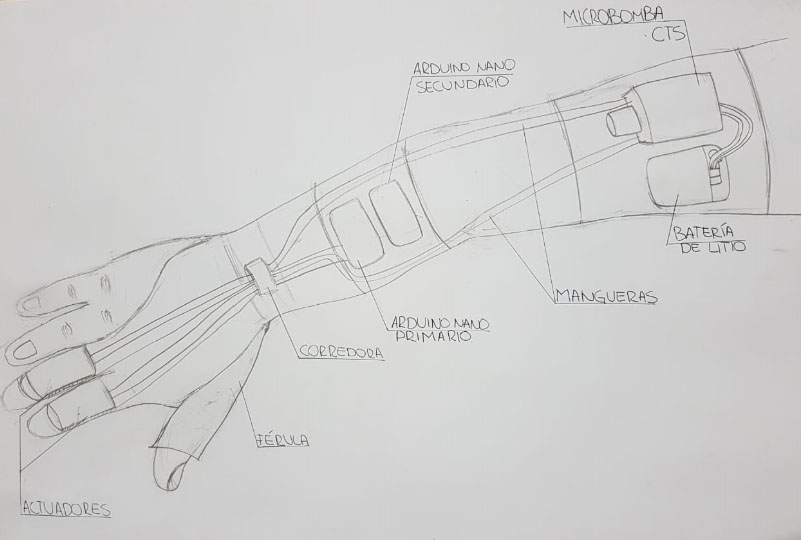 MICROBOMBA
CTS
ARDUINO NANO
SECUNDARIO
BATERÍA
DE LITIO
MANGUERAS
ARDUINO NANO
PRIMARIO
CORREDORA
FÉRULA
ACTUADORES